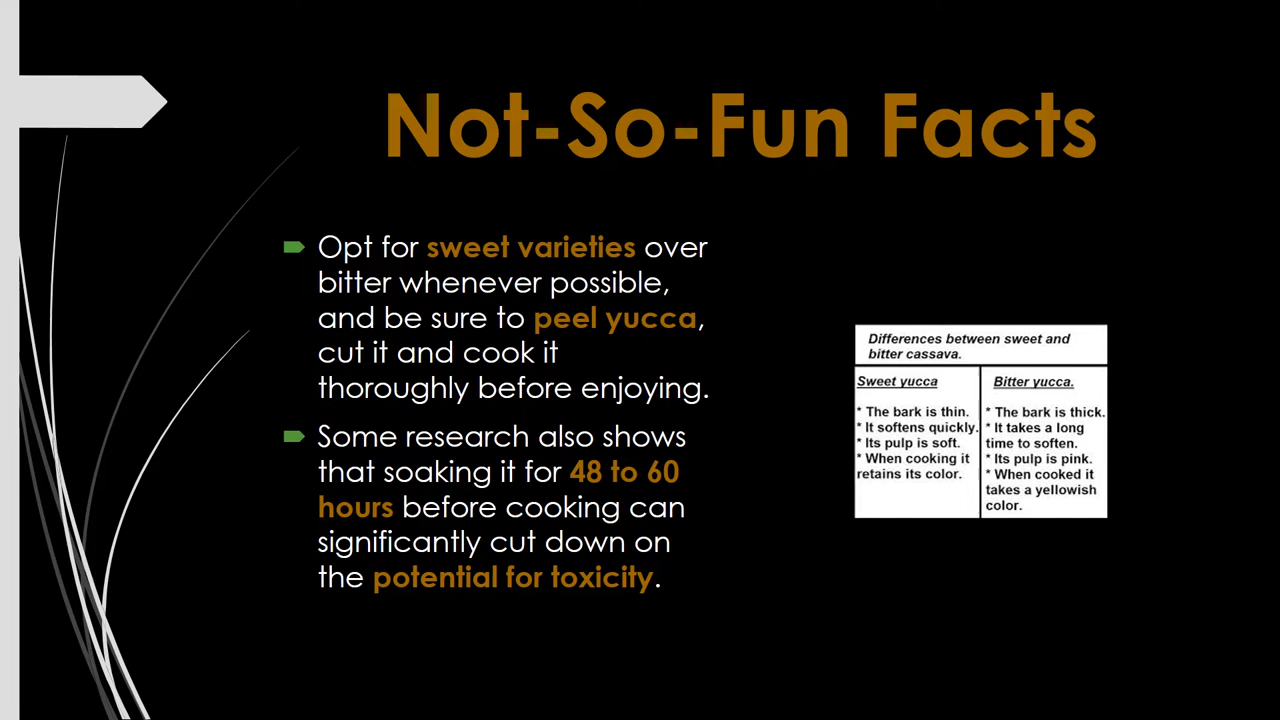 Not-So-Fun Facts
Opt for sweet varieties over
bitter whenever possible,
and be sure to peel yucca,
cut it and cook it
thoroughly before enjoying.
Some research also shows
that soaking it for 48 to 60
hours before cooking can
significantly cut down on
the potential for toxicity.
Differences between sweet and
bitter cassava.
Sweet yucca
* The bark is thin.
* It softens quickly.
* Its pulp is soft.
* When cooking it
retains its color.
Bitter yucca.
* The bark is thick.
* It takes a long
time to soften.
* Its pulp is pink.
* When cooked it
takes a yellowish
color.